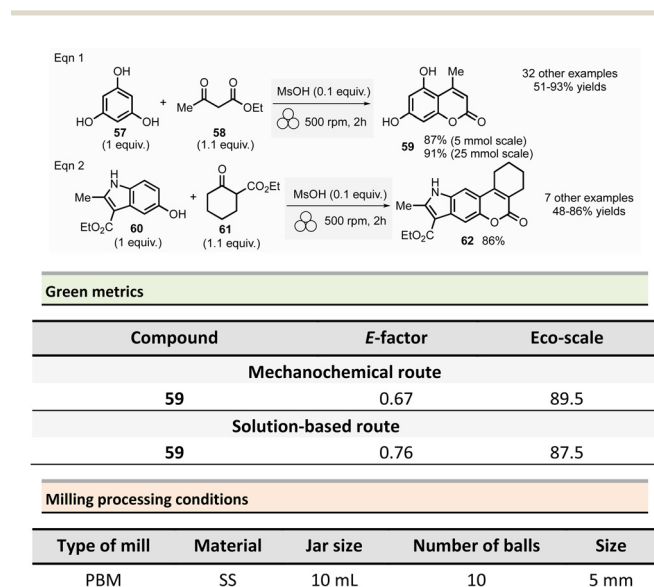 Eqn 1
OH
HO
OH
57
(1 equiv.)
+
O
O
Me
OEt
58
(1.1 equiv.)
MsOH (0.1 equiv.)
500 rpm, 2h
OH
Me
HO
O
O
59
87% (5 mmol scale)
91% (25 mmol scale)
32 other examples
51-93% yields
Eqn 2
H
N
Me
EtO₂C
OH
60
(1 equiv.)
+
O
CO₂Et
61
(1.1 equiv.)
MsOH (0.1 equiv.)
500 rpm, 2h
H
N
Me
EtO₂C
O
O
62 86%
7 other examples
48-86% yields
Green metrics
Compound E-factor Eco-scale
Mechanochemical route
59 0.67 89.5
Solution-based route
59 0.76 87.5
Milling processing conditions
Type of mill Material Jar size Number of balls Size
PBM SS 10 mL 10 5 mm